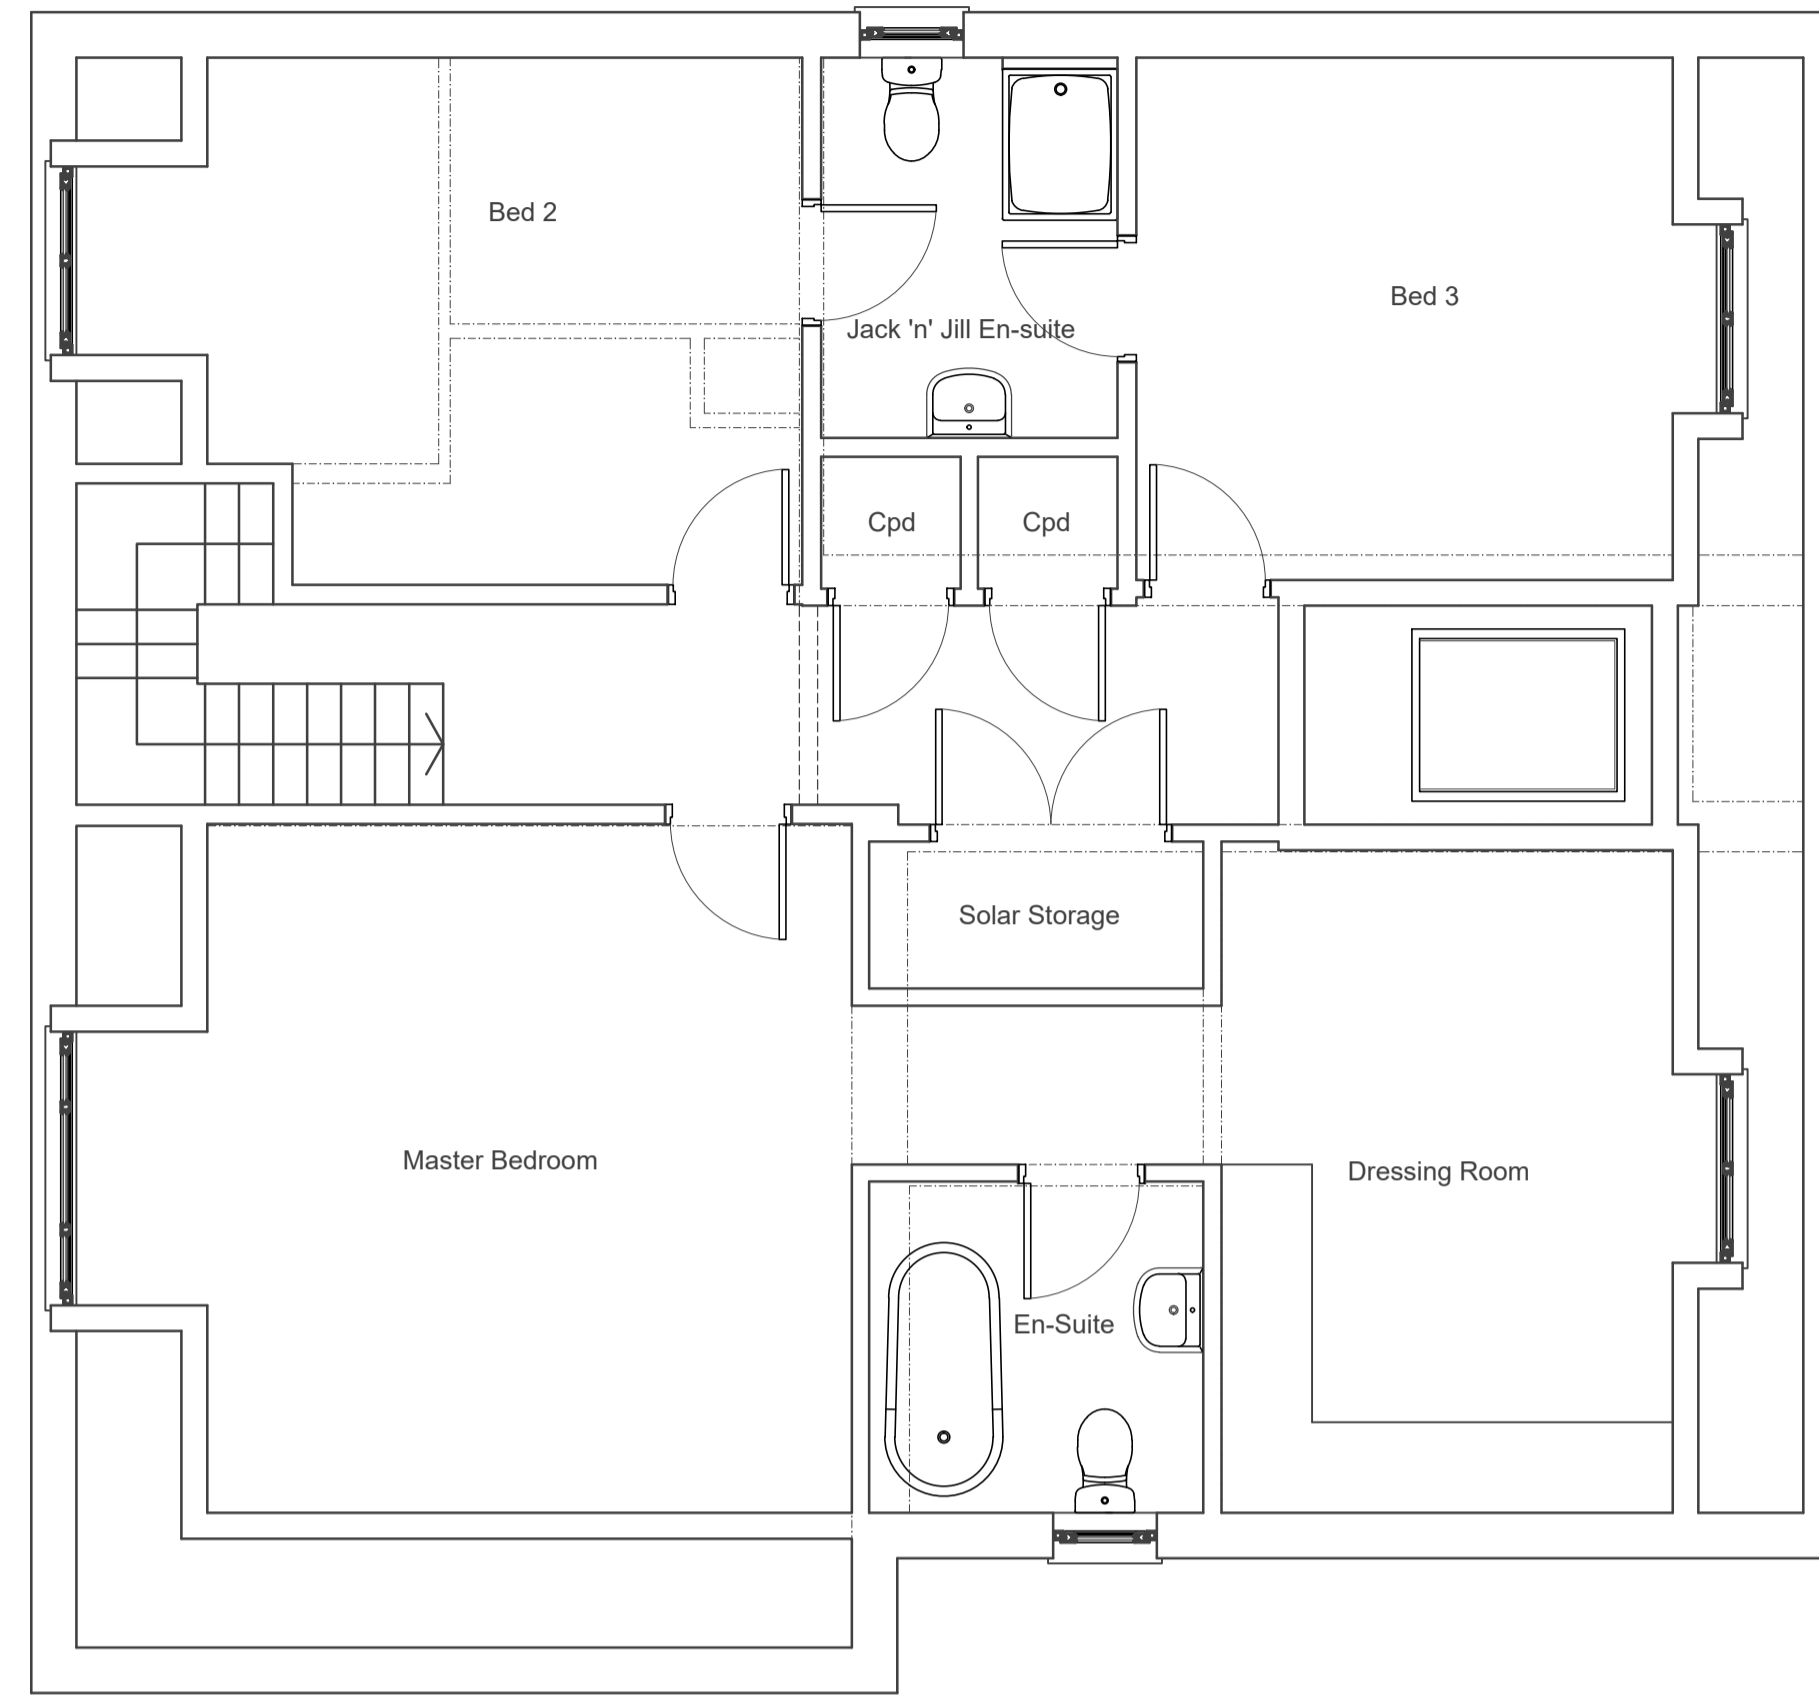 Bed 2
Bed 3
Jack 'n' Jill En-suite
Cpd
Cpd
Solar Storage
Master Bedroom
Dressing Room
En-Suite